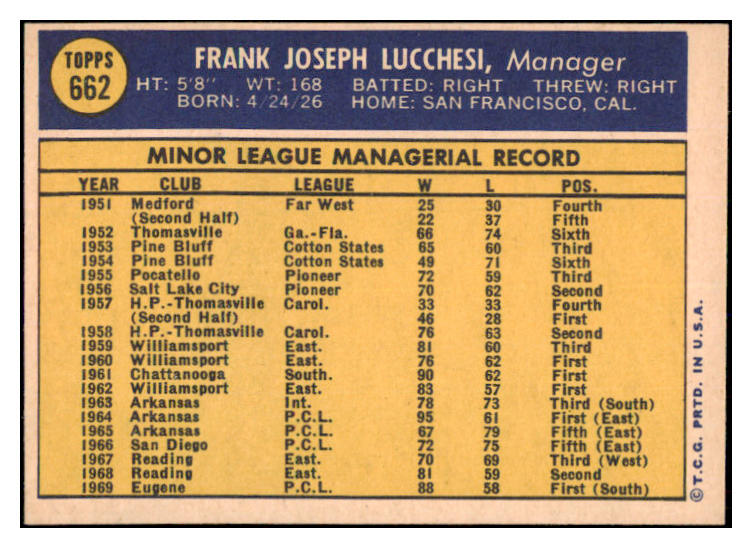 TOPPS
662
FRANK JOSEPH LUCCHESI, Manager
HT: 5'8" WT: 168 BATTED: RIGHT THREW: RIGHT
BORN: 4/24/26 HOME: SAN FRANCISCO, CAL.
MINOR LEAGUE MANAGERIAL RECORD
YEAR CLUB LEAGUE W L POS.
1951 Medford Far West 25 30 Fourth
(Second Half) 22 37 Fifth
1952 Thomasville Ga.-Fla. 66 74 Sixth
1953 Pine Bluff Cotton States 65 60 Third
1954 Pine Bluff Cotton States 49 71 Sixth
1955 Pocatello Pioneer 72 59 Third
1956 Salt Lake City Pioneer 70 62 Second
1957 H.P.-Thomasville Carol. 33 33 Fourth
(Second Half) 46 28 First
1958 H.P.-Thomasville Carol. 76 63 Second
1959 Williamsport East. 81 60 Third
1960 Williamsport East. 76 62 First
1961 Chattanooga South. 90 62 First
1962 Williamsport East. 83 57 First
1963 Arkansas Int. 78 73 Third (South)
1964 Arkansas P.C.L. 95 61 First (East)
1965 Arkansas P.C.L. 67 79 Fifth (East)
1966 San Diego P.C.L. 72 75 Fifth (East)
1967 Reading East. 70 69 Third (West)
1968 Reading East. 81 59 Second
1969 Eugene P.C.L. 88 58 First (South)
© T.C.G. PRTD. IN U.S.A.